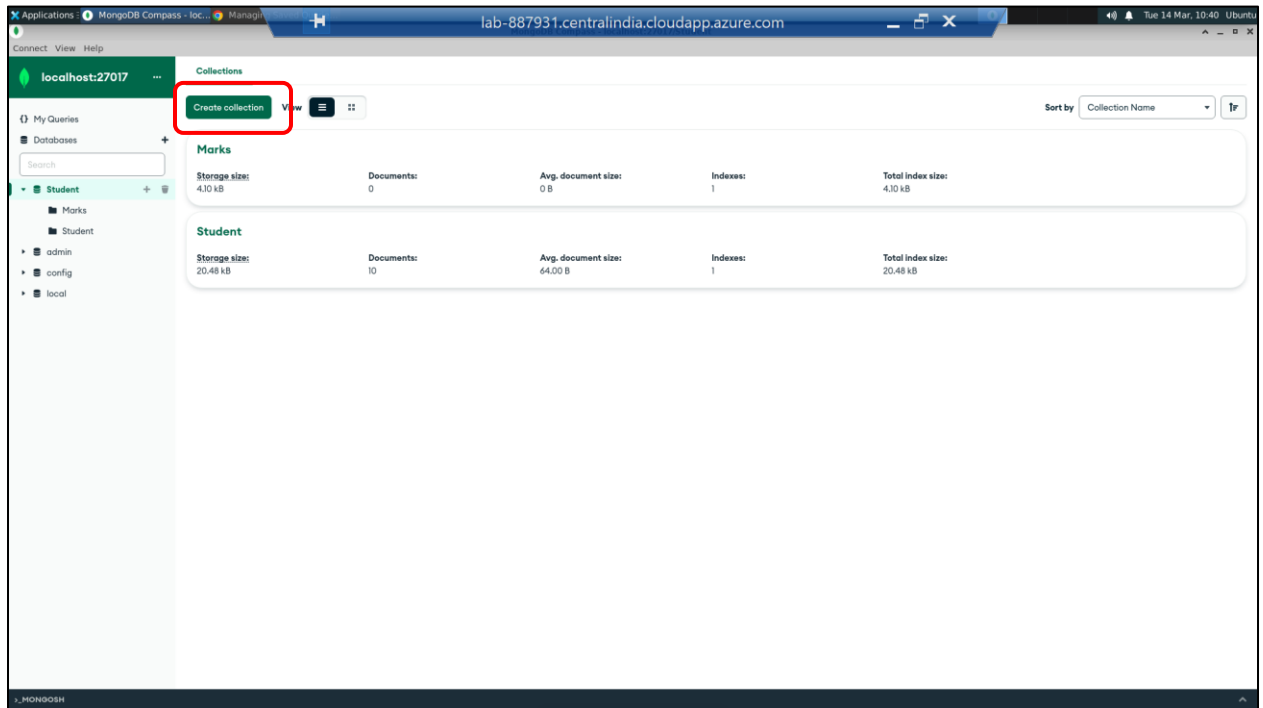 Applications
MongoDB Compass - loc...
Managin
lab-887931.centralindia.cloudapp.azure.com
Tue 14 Mar, 10:40 Ubuntu
Connect View Help
localhost:27017 ...
Collections
Create collection
View
Sort by
Collection Name
My Queries
Databases +
Search
Student +
Marks
Student
admin
config
local
Marks
Storage size: Documents: Avg. document size: Indexes: Total index size:
4.10 kB 0 0 B 1 4.10 kB
Student
Storage size: Documents: Avg. document size: Indexes: Total index size:
20.48 kB 10 64.00 B 1 20.48 kB
>_MONGOSH